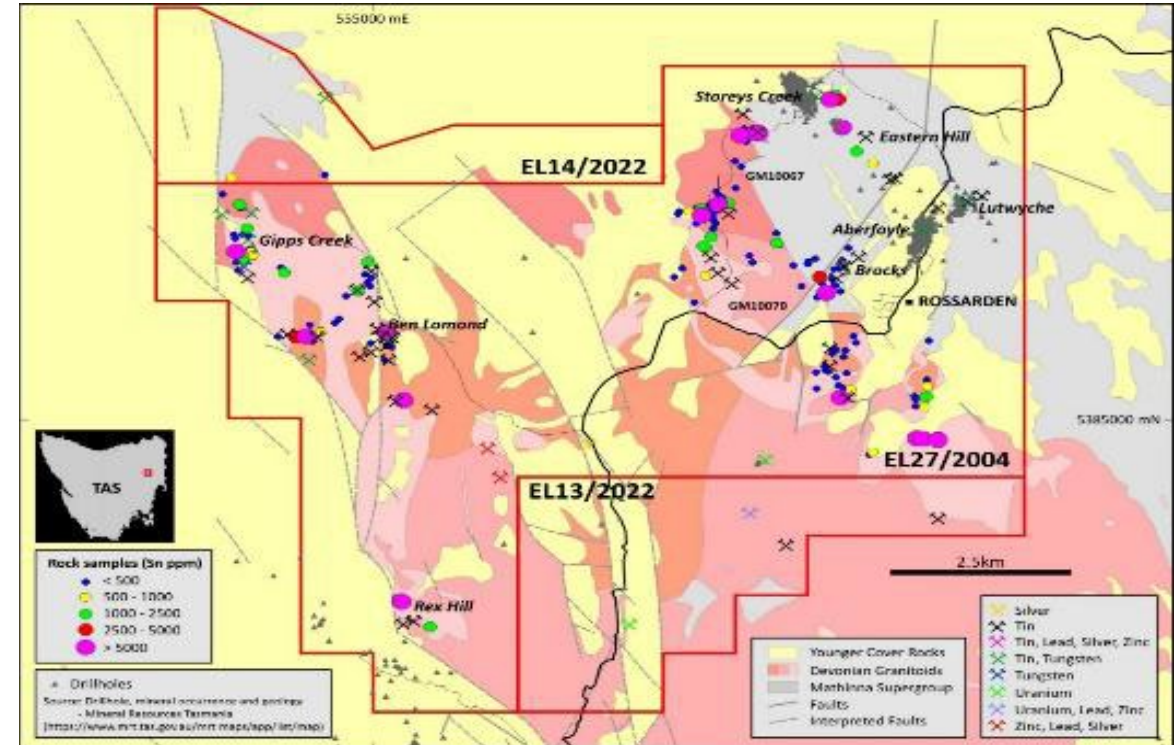 555000 mE
Storeys Creek
Eastern Hill
EL14/2022
GM10067
Lutwyche
Gipps Creek
Aberfoyle
Brocks
GM10070
ROSSARDEN
Ben Lomond
5385000 mN
EL27/2004
TAS
EL13/2022
2.5km
Rock samples (Sn ppm)
< 500
500 - 1000
1000 - 2500
2500 - 5000
> 5000
Rex Hill
Silver
Tin
Tin, Lead, Silver, Zinc
Tin, Tungsten
Tungsten
Uranium
Uranium, Lead, Zinc
Zinc, Lead, Silver
Younger Cover Rocks
Devonian Granitoids
Mathinna Supergroup
Faults
Interpreted Faults
Drillholes
Source: Drillhole, mineral occurrence and geology
- Mineral Resources Tasmania